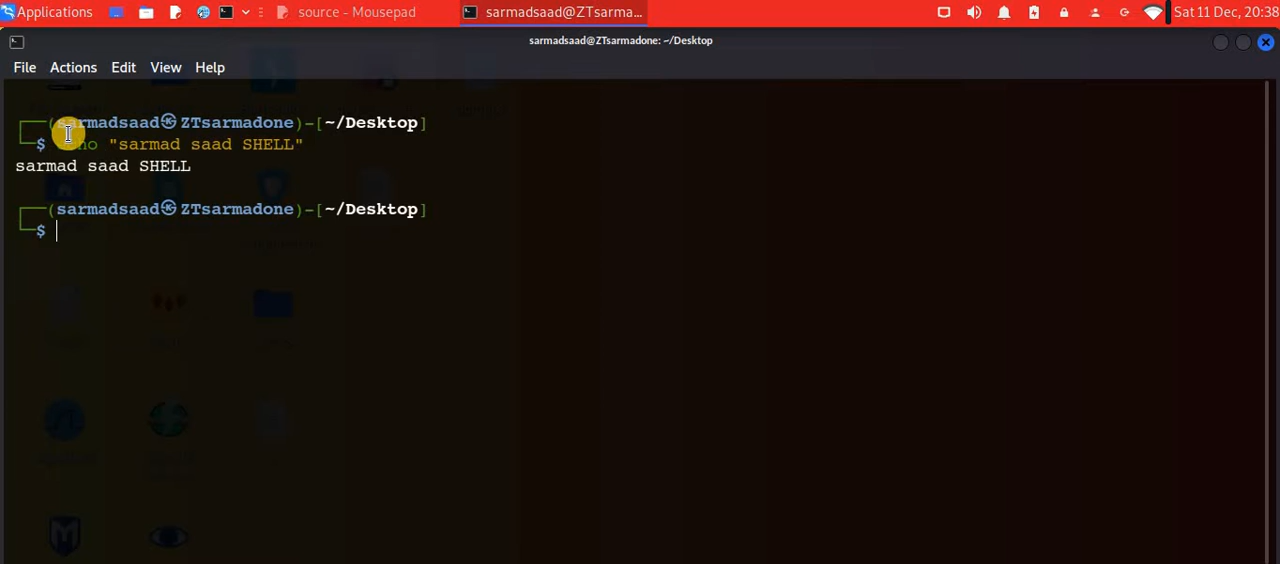 Applications source - Mousepad sarmadsaad@ZTsarma... Sat 11 Dec, 20:38
sarmadsaad@ZTsarmadone: ~/Desktop
File Actions Edit View Help
┌──(sarmadsaad㉿ZTsarmadone)-[~/Desktop]
└─$ echo "sarmad saad SHELL"
sarmad saad SHELL
┌──(sarmadsaad㉿ZTsarmadone)-[~/Desktop]
└─$